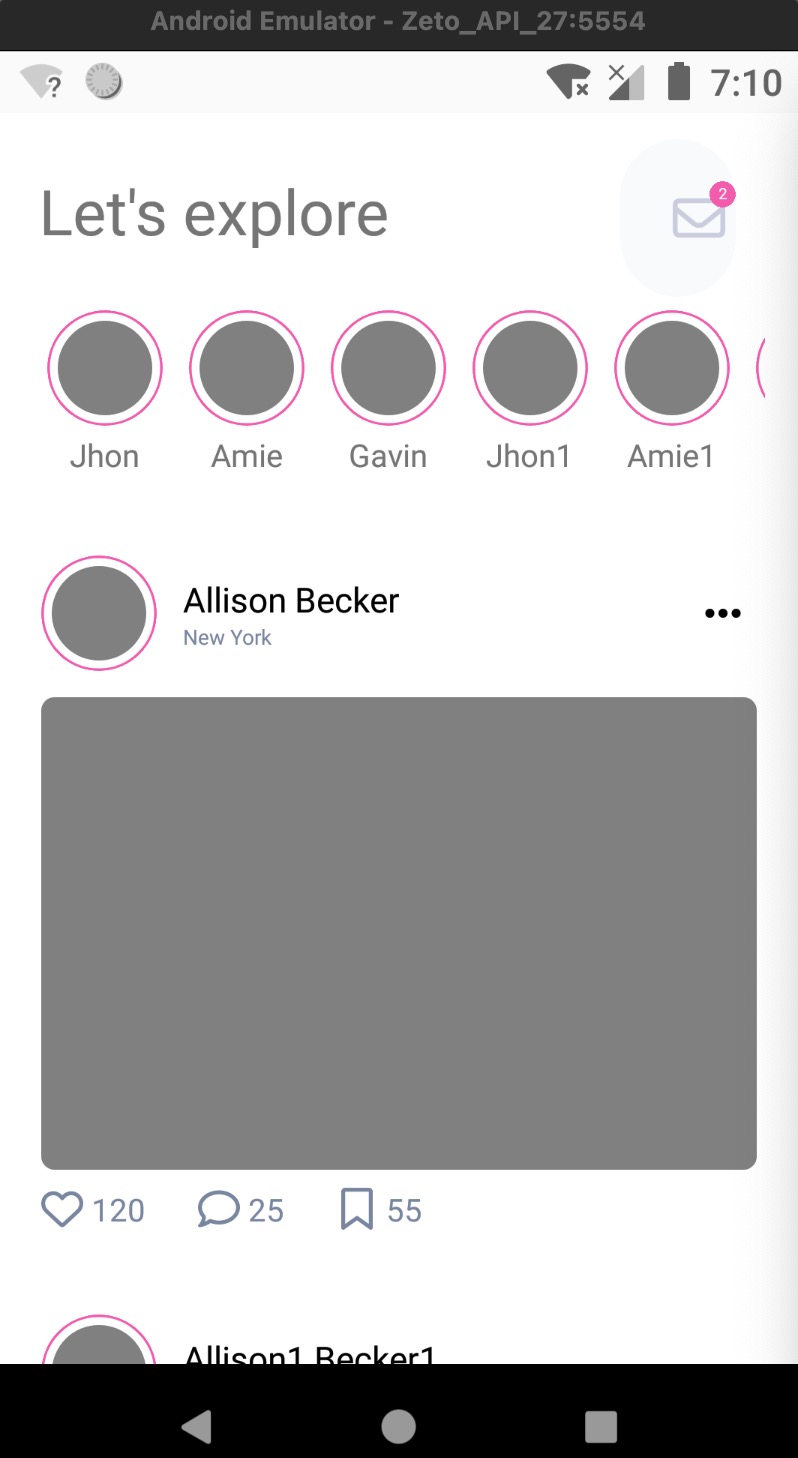 Android Emulator - Zeto_API_27:5554
? 7:10
Let's explore
2
Jhon Amie Gavin Jhon1 Amie1
Allison Becker
New York
120 25 55
Allison1 Becker1